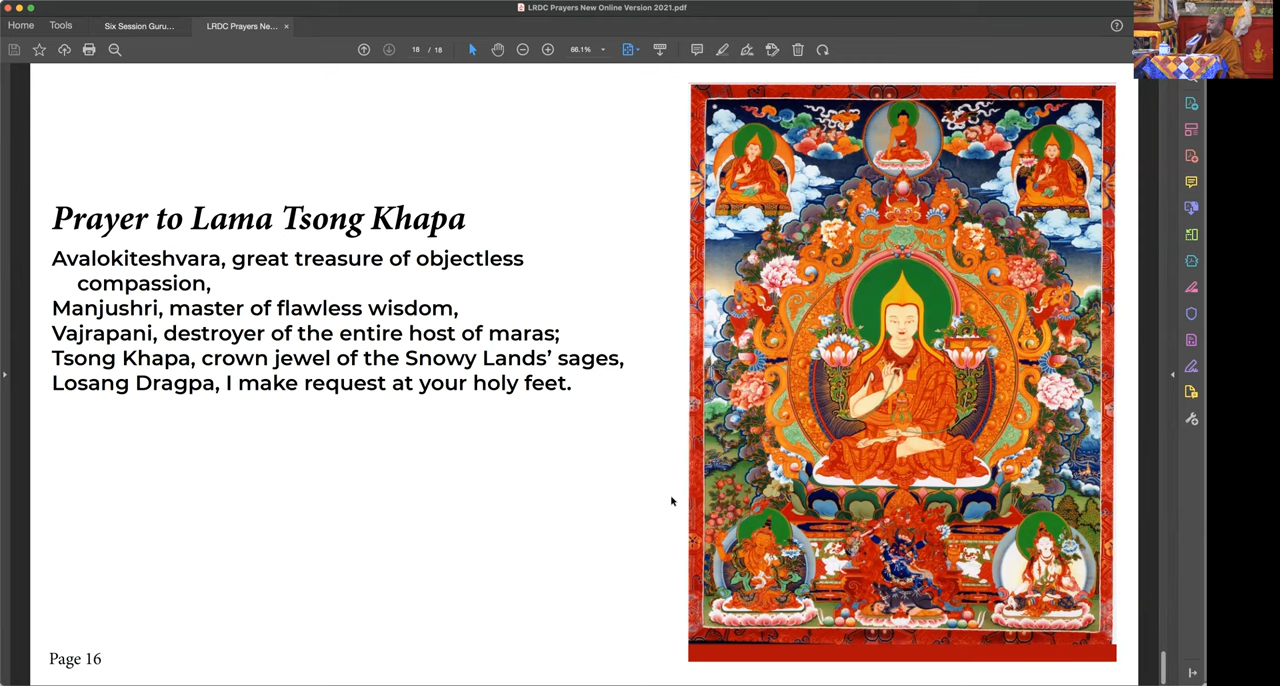 LRDC Prayers New Online Version 2021.pdf
Home
Tools
Six Session Guru...
LRDC Prayers Ne...
18 / 18
66.1%
Prayer to Lama Tsong Khapa
Avalokiteshvara, great treasure of objectless
compassion,
Manjushri, master of flawless wisdom,
Vajrapani, destroyer of the entire host of maras;
Tsong Khapa, crown jewel of the Snowy Lands’ sages,
Losang Dragpa, I make request at your holy feet.
Page 16